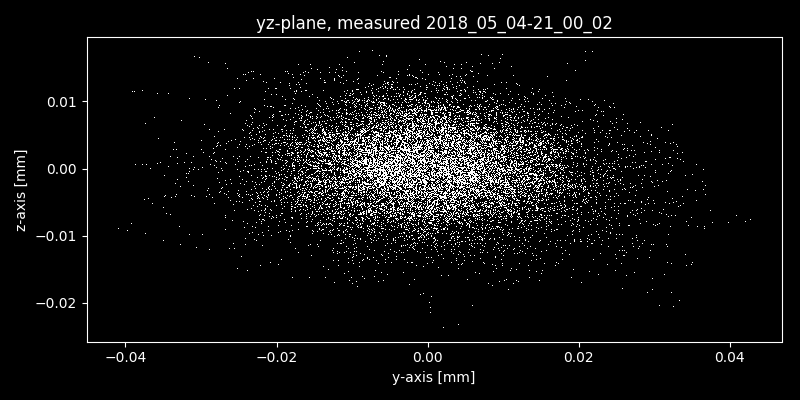 yz-plane, measured 2018_05_04-21_00_02
0.01
0.00
−0.01
−0.02
z-axis [mm]
−0.04 −0.02 0.00 0.02 0.04
y-axis [mm]